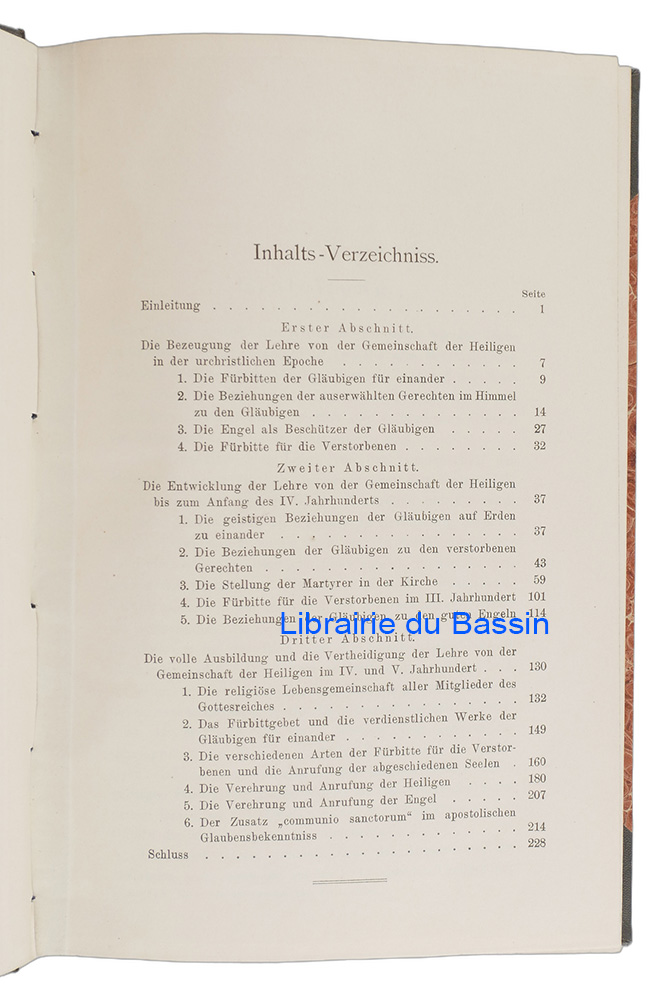 Inhalts-Verzeichniss.
Seite
Einleitung . . . . . . . . . . . . . . . . . . . . 1
Erster Abschnitt.
Die Bezeugung der Lehre von der Gemeinschaft der Heiligen
in der urchristlichen Epoche . . . . . . . . . . . . 7
1. Die Fürbitten der Gläubigen für einander . . . . . 9
2. Die Beziehungen der auserwählten Gerechten im Himmel
zu den Gläubigen . . . . . . . . . . . . . 14
3. Die Engel als Beschützer der Gläubigen . . . . . 27
4. Die Fürbitte für die Verstorbenen . . . . . . . . 32
Zweiter Abschnitt.
Die Entwicklung der Lehre von der Gemeinschaft der Heiligen
bis zum Anfang des IV. Jahrhunderts . . . . . . . . . 37
1. Die geistigen Beziehungen der Gläubigen auf Erden
zu einander . . . . . . . . . . . . . . . 37
2. Die Beziehungen der Gläubigen zu den verstorbenen
Gerechten . . . . . . . . . . . . . . . . 43
3. Die Stellung der Martyrer in der Kirche . . . . . 59
4. Die Fürbitte für die Verstorbenen im III. Jahrhundert 101
5. Die Beziehungen der Gläubigen zu den guten Engeln 114
Librairie du Bassin
Dritter Abschnitt.
Die volle Ausbildung und die Vertheidigung der Lehre von der
Gemeinschaft der Heiligen im IV. und V. Jahrhundert . . . 130
1. Die religiöse Lebensgemeinschaft aller Mitglieder des
Gottesreiches . . . . . . . . . . . . . . . 132
2. Das Fürbittgebet und die verdienstlichen Werke der
Gläubigen für einander . . . . . . . . . . . 149
3. Die verschiedenen Arten der Fürbitte für die Verstor-
benen und die Anrufung der abgeschiedenen Seelen . 160
4. Die Verehrung und Anrufung der Heiligen . . . . 180
5. Die Verehrung und Anrufung der Engel . . . . . 207
6. Der Zusatz „communio sanctorum“ im apostolischen
Glaubensbekenntniss . . . . . . . . . . . . 214
Schluss . . . . . . . . . . . . . . . . . . . . 228